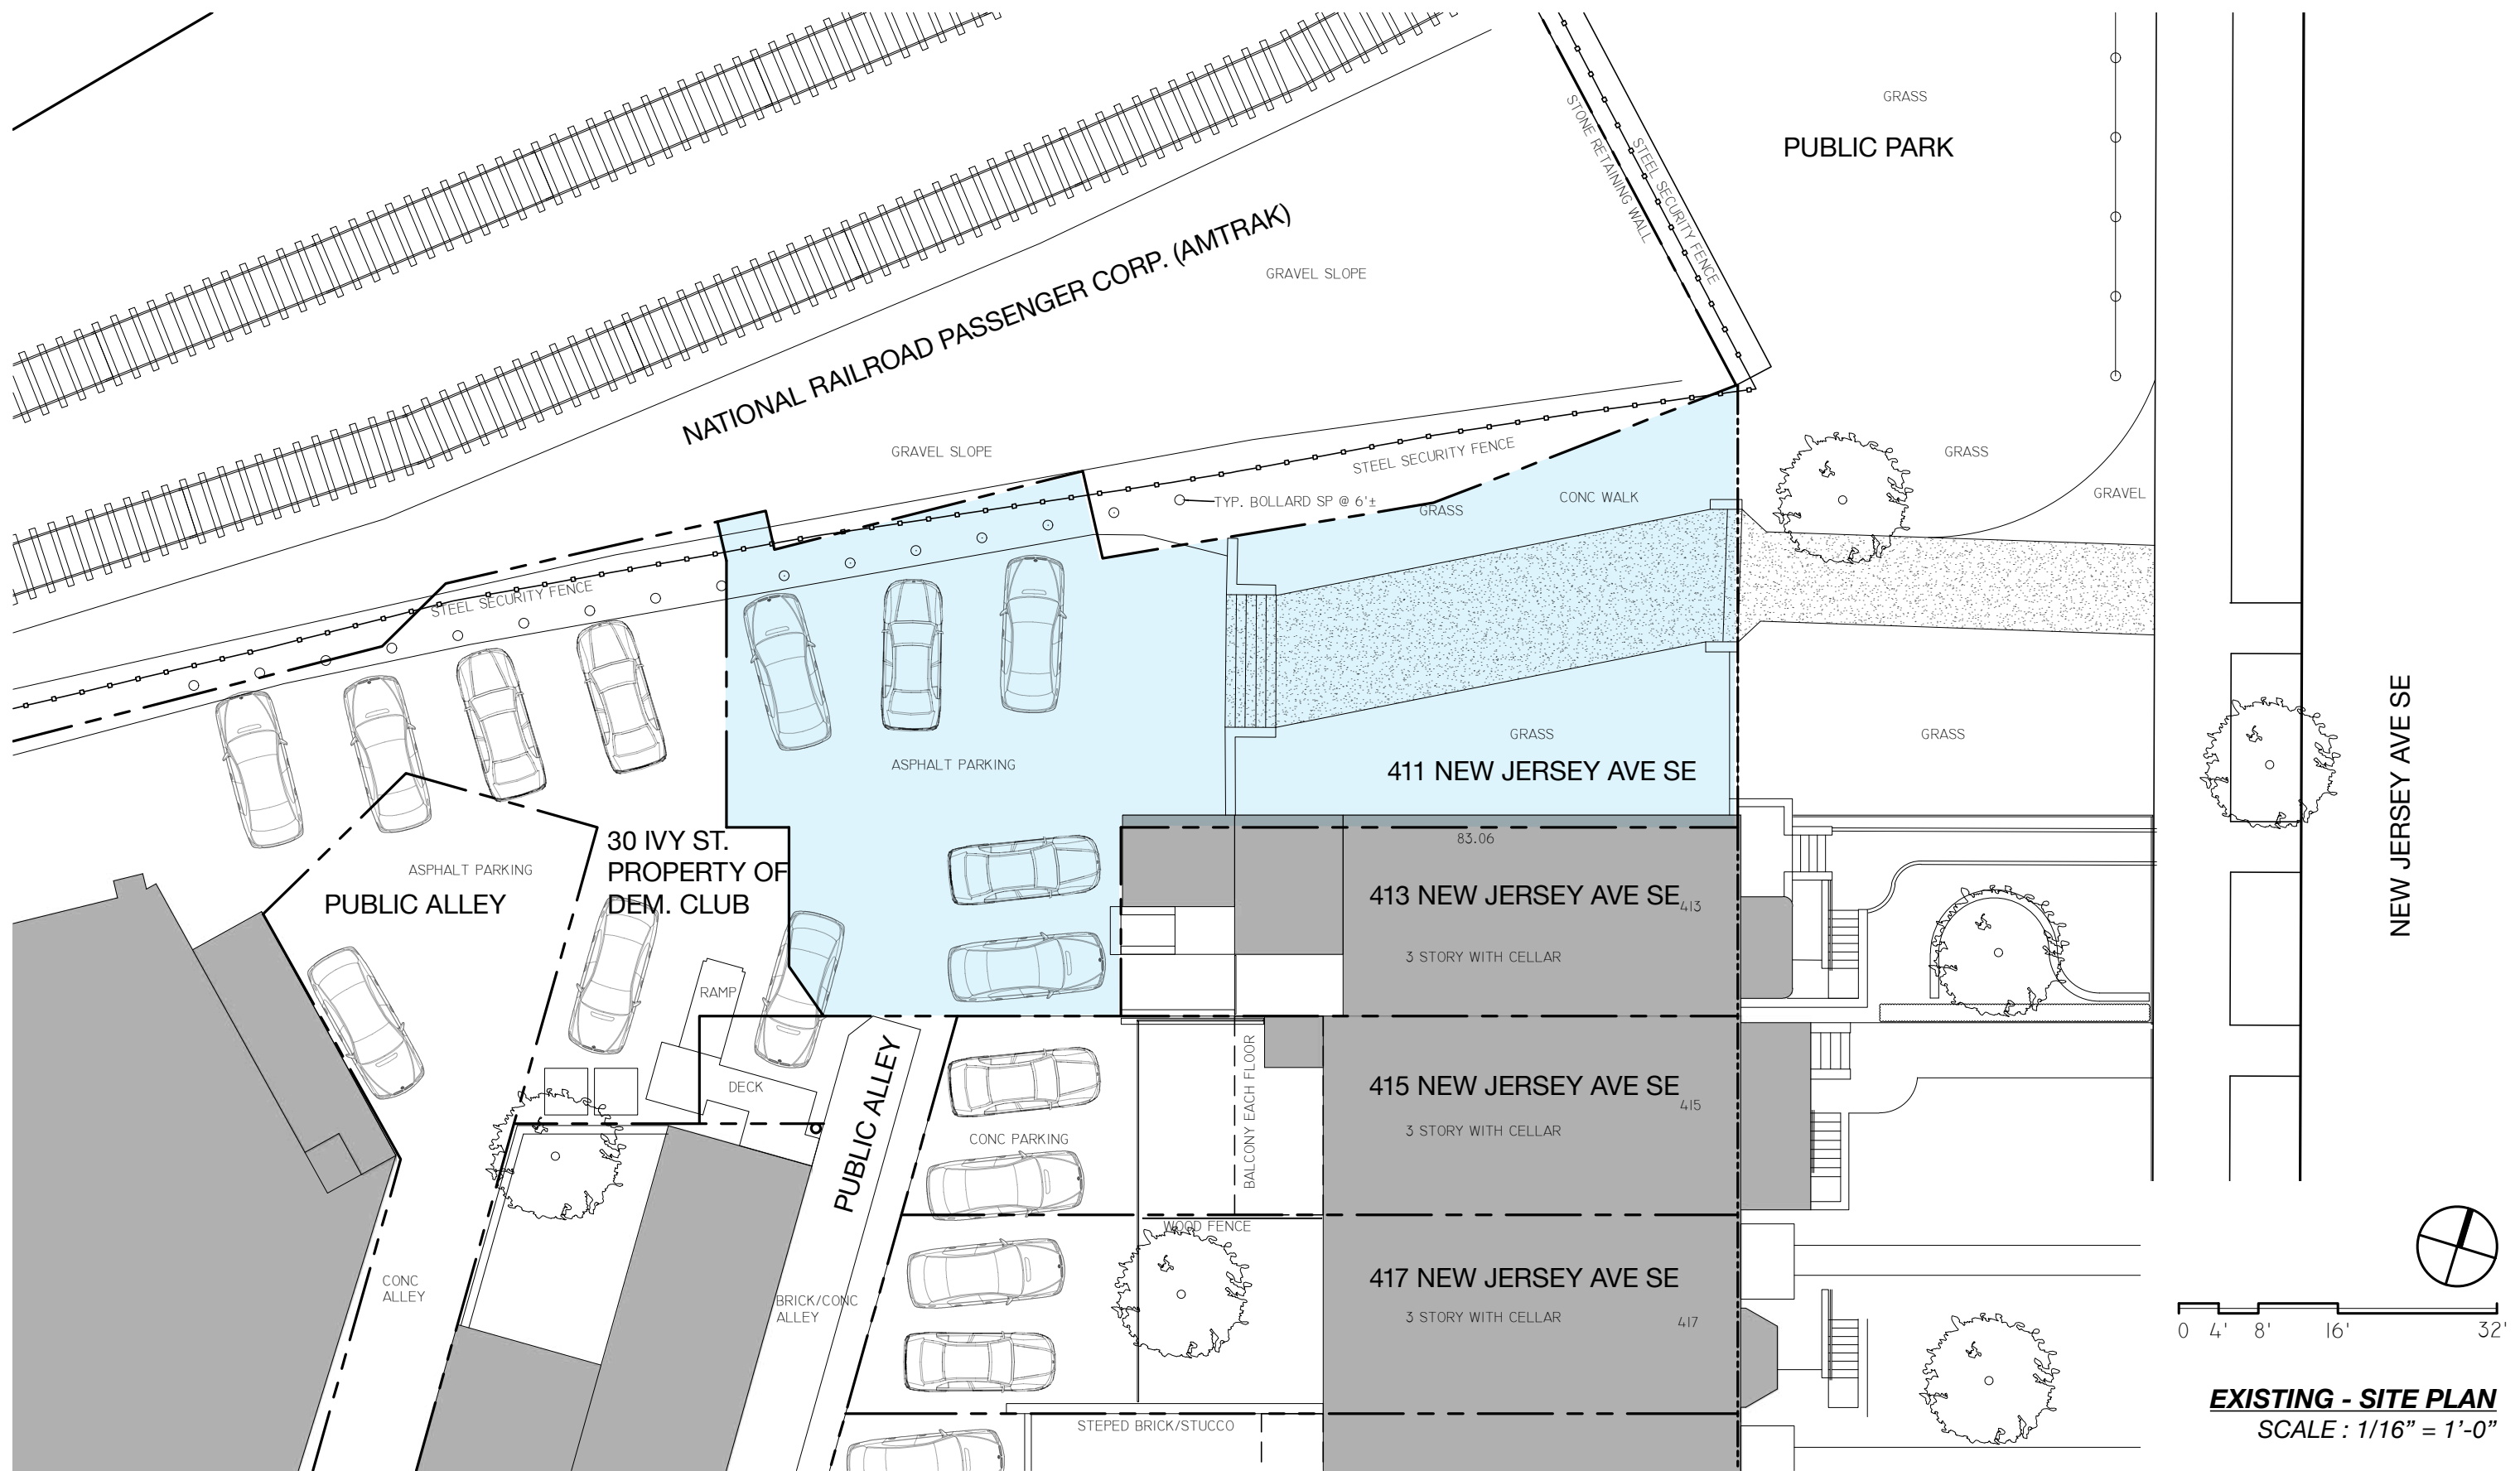 GRASS
PUBLIC PARK
STONE RETAINING WALL
STEEL SECURITY FENCE
NATIONAL RAILROAD PASSENGER CORP. (AMTRAK)
GRAVEL SLOPE
GRAVEL SLOPE
STEEL SECURITY FENCE
GRASS
TYP. BOLLARD SP @ 6'±
GRASS
CONC WALK
GRAVEL
STEEL SECURITY FENCE
GRASS
GRASS
NEW JERSEY AVE SE
ASPHALT PARKING
411 NEW JERSEY AVE SE
30 IVY ST.
PROPERTY OF
DEM. CLUB
83.06
ASPHALT PARKING
PUBLIC ALLEY
413 NEW JERSEY AVE SE
413
3 STORY WITH CELLAR
RAMP
DECK
PUBLIC ALLEY
BALCONY EACH FLOOR
415 NEW JERSEY AVE SE
415
3 STORY WITH CELLAR
CONC PARKING
WOOD FENCE
CONC
ALLEY
BRICK/CONC
ALLEY
417 NEW JERSEY AVE SE
3 STORY WITH CELLAR
417
STEPED BRICK/STUCCO
0 4' 8' 16' 32'
EXISTING - SITE PLAN
SCALE : 1/16” = 1’-0”